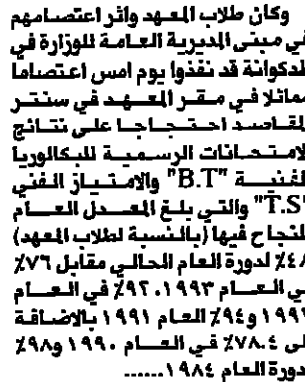 وكان طلاب المعهد واثر اعتصامهم
في مبنى المديرية العامة للوزارة في
الدكوانة قد نفذوا يوم امس اعتصاما
مماثلا في مقر المعهد في سنتر
المقاصد احتجاجا على نتائج
الامتحانات الرسمية للبكالوريا
الفنية "B.T" والامتياز الفني
"T.S" والتي بلغ المعدل العام
للنجاح فيها (بالنسبة لطلاب المعهد)
٤٨٪ لدورة العام الحالي مقابل ٧٦٪
في العام ١٩٩٣، ٩٢٪ في العام
١٩٩٢ و٩٤٪ العام ١٩٩١ بالاضافة
الى ٧٨.٤٪ في العام ١٩٩٠ و٩٨٪
لدورة العام ١٩٨٤......